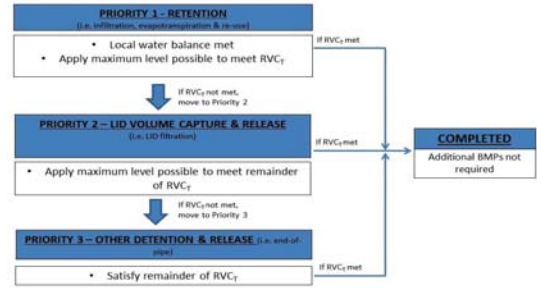 PRIORITY 1 - RETENTION
(i.e. infiltration, evapotranspiration & re-use)
• Local water balance met
• Apply maximum level possible to meet RVCT
If RVCT met
If RVCT not met,
move to Priority 2
PRIORITY 2 – LID VOLUME CAPTURE & RELEASE
(i.e. LID filtration)
If RVCT met
• Apply maximum level possible to meet remainder
of RVCT
COMPLETED
Additional BMPs not
required
If RVCT not met,
move to Priority 3
PRIORITY 3 – OTHER DETENTION & RELEASE (i.e. end-of-
pipe)
• Satisfy remainder of RVCT
If RVCT met